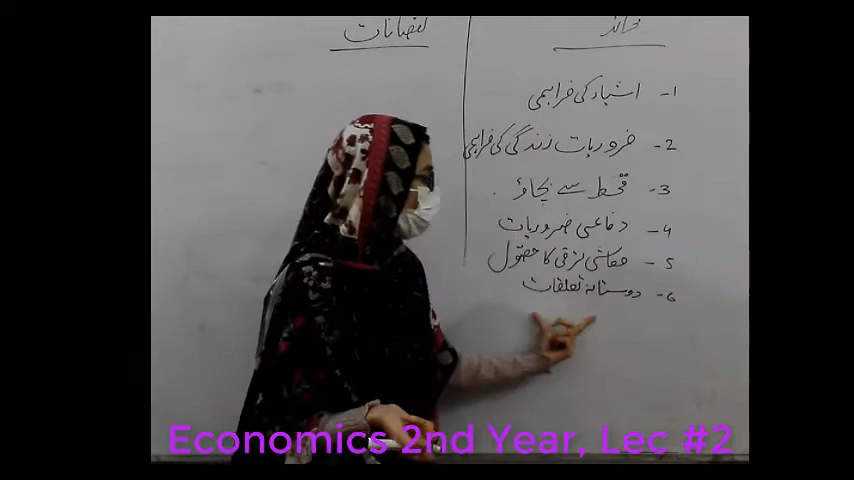 فوائد
نقصانات
1- اشیاء کی فراہمی
2- ضروریات زندگی کی فراہمی
3- قحط سے بچاؤ
4- دفاعی ضروریات
5- معاشی ترقی کا حصول
6- دوستانہ تعلقات
Economics 2nd Year, Lec #2